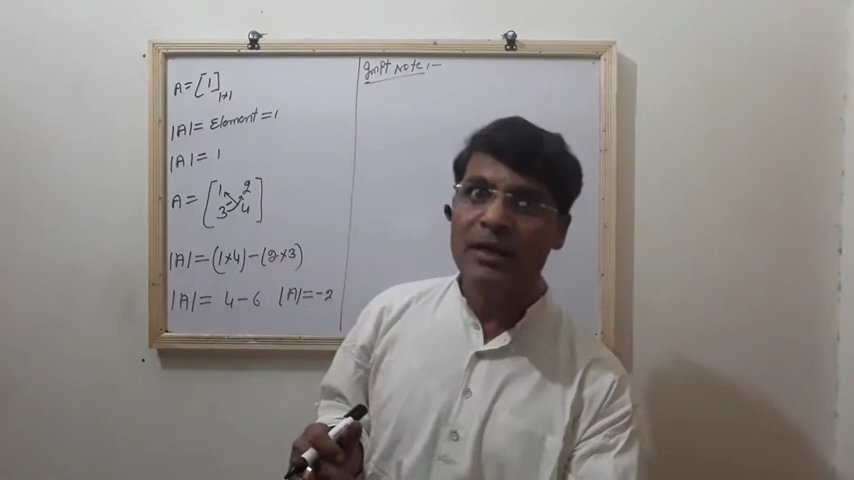 A = [1]1×1
|A| = Element = 1
|A| = 1
A = [1 2
3 4]
|A| = (1×4) – (2×3)
|A| = 4 – 6 |A| = –2
Impt Note :–